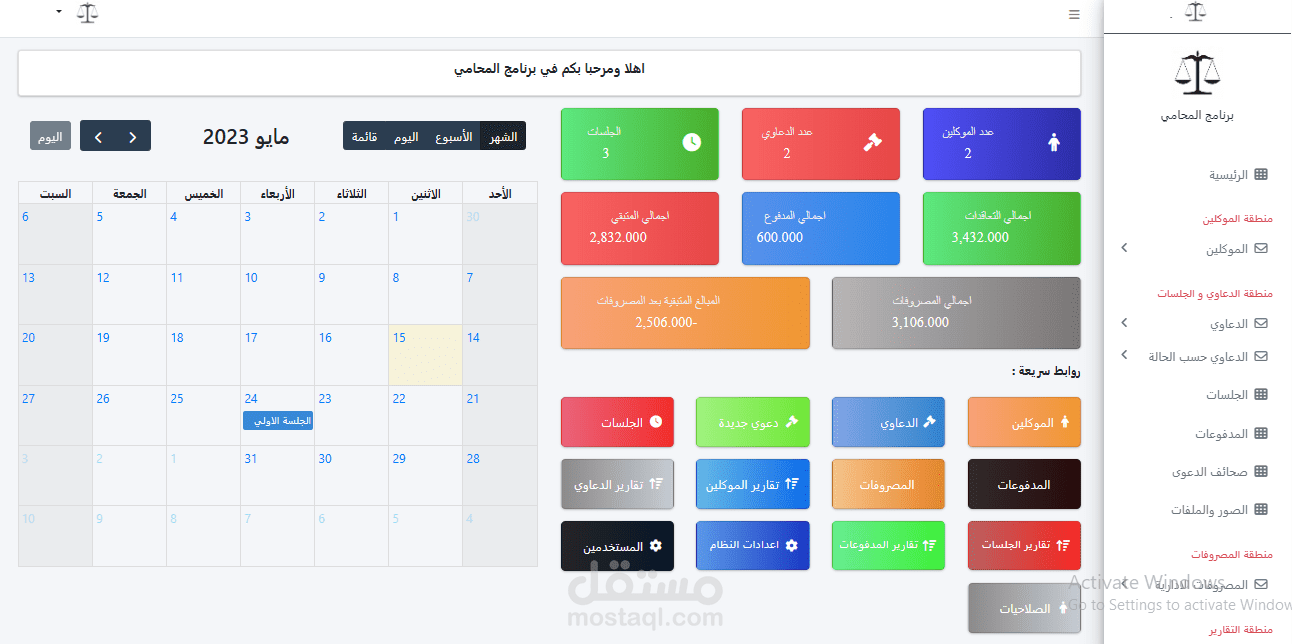 برنامج المحامي
الرئيسية
منطقة الموكلين
الموكلين
منطقة الدعاوي و الجلسات
الدعاوي
الدعاوي حسب الحالة
الجلسات
المدفوعات
صحائف الدعوى
الصور والملفات
منطقة المصروفات
المصروفات الادارية
منطقة التقارير
اهلا ومرحبا بكم في برنامج المحامي
عدد الموكلين
2
عدد الدعاوي
2
الجلسات
3
اجمالي التعاقدات
3,432.000
اجمالي المدفوع
600.000
اجمالي المتبقي
2,832.000
اجمالي المصروفات
3,106.000
المبالغ المتبقية بعد المصروفات
2,506.000-
روابط سريعة :
الموكلين
الدعاوي
دعوي جديدة
الجلسات
المدفوعات
المصروفات
تقارير الموكلين
تقارير الدعاوي
تقارير الجلسات
تقارير المدفوعات
اعدادات النظام
المستخدمين
الصلاحيات
الشهر الأسبوع اليوم قائمة
مايو 2023
اليوم
الأحد الاثنين الثلاثاء الأربعاء الخميس الجمعة السبت
30 1 2 3 4 5 6
7 8 9 10 11 12 13
14 15 16 17 18 19 20
21 22 23 24 25 26 27
الجلسة الاولي
28 29 30 31 1 2 3
4 5 6 7 8 9 10
مستقل
mostaql.com
Activate Windows
Go to Settings to activate Window